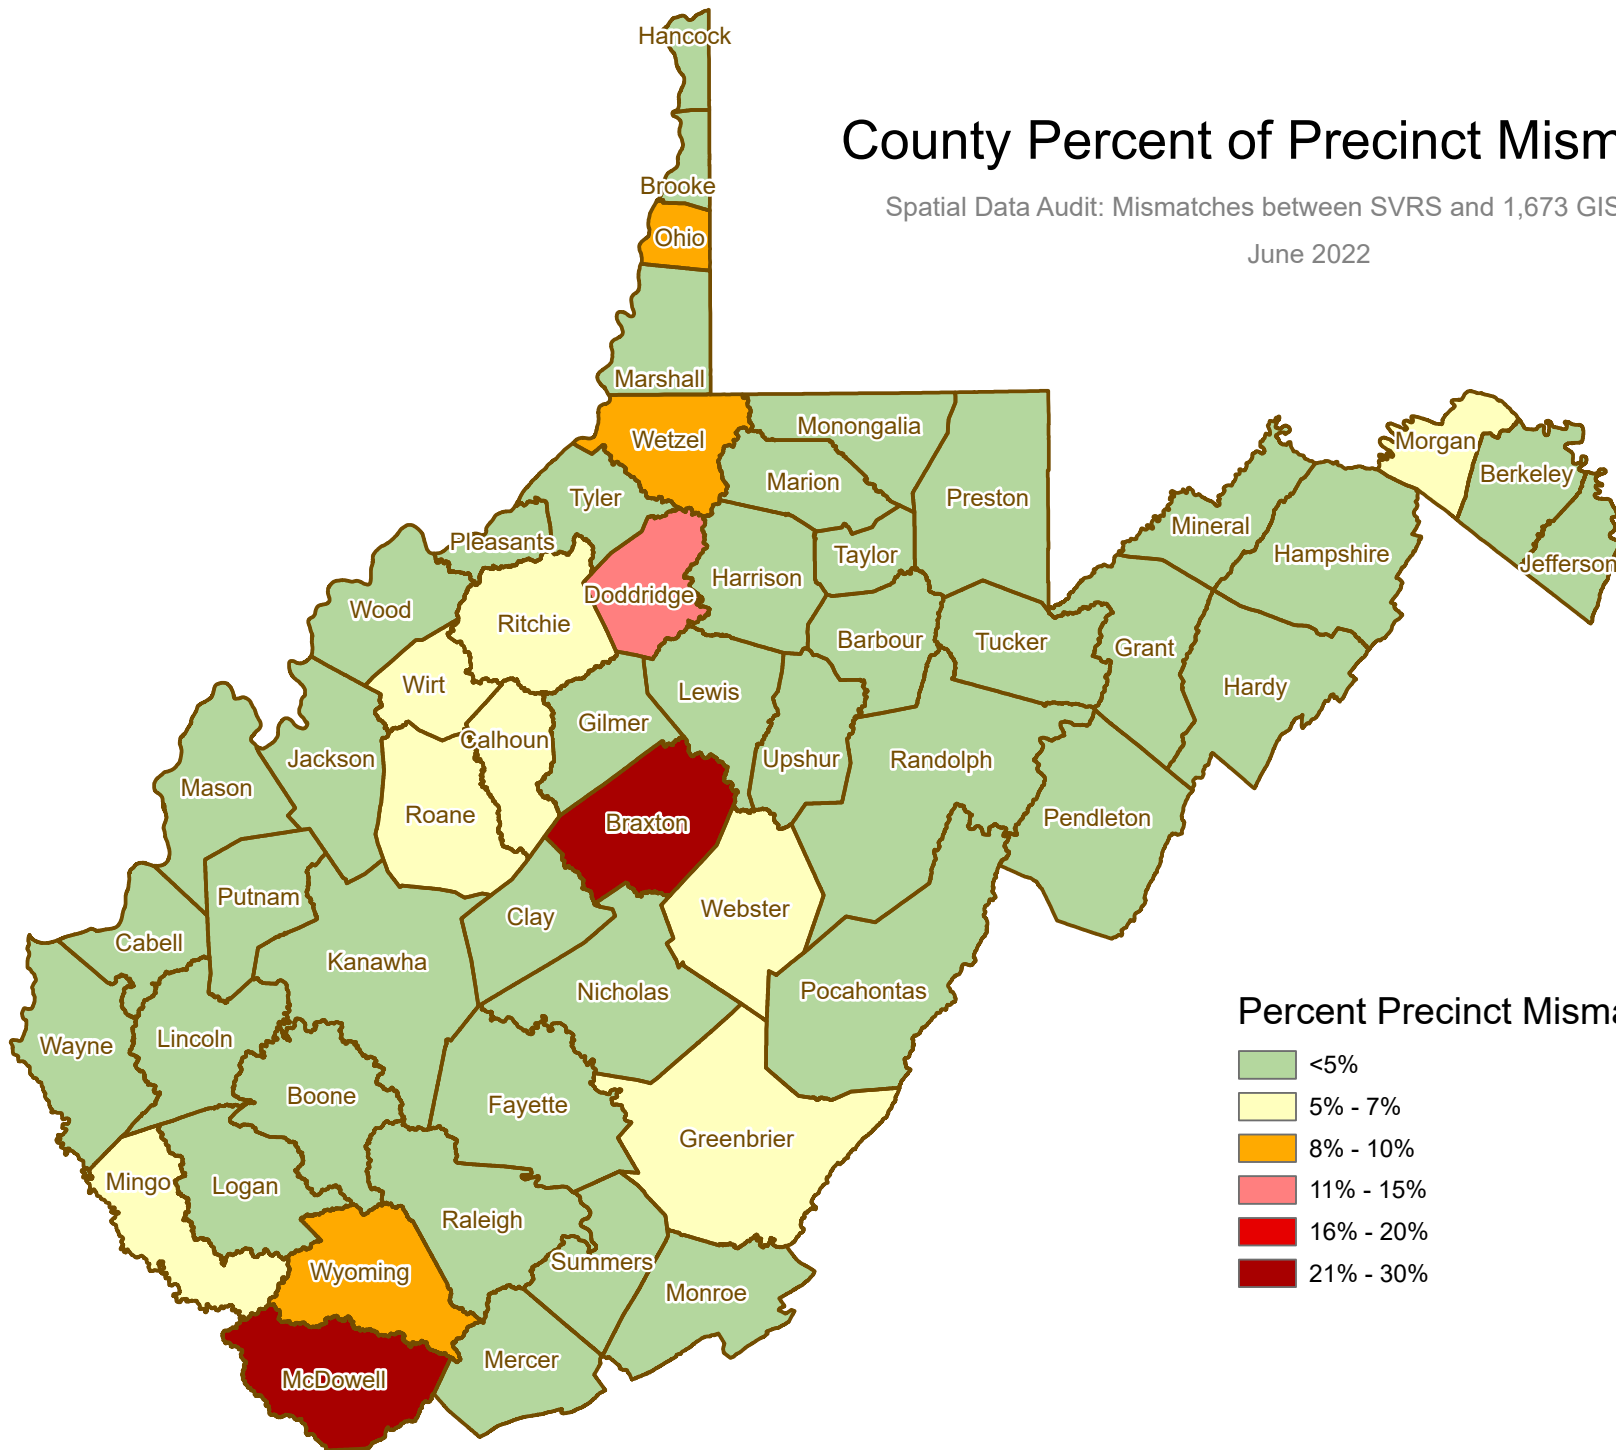 Hancock
County Percent of Precinct Mism
Brooke
Spatial Data Audit: Mismatches between SVRS and 1,673 GIS
Ohio
June 2022
Marshall
Wetzel
Monongalia
Morgan
Marion
Berkeley
Tyler
Preston
Mineral
Pleasants
Taylor
Hampshire
Jefferson
Harrison
Doddridge
Wood
Ritchie
Barbour
Tucker
Grant
Wirt
Lewis
Hardy
Gilmer
Calhoun
Jackson
Upshur
Randolph
Mason
Roane
Braxton
Pendleton
Putnam
Webster
Clay
Cabell
Kanawha
Nicholas
Pocahontas
Wayne
Lincoln
Boone
Fayette
Greenbrier
Mingo
Logan
Raleigh
Summers
Wyoming
Monroe
Mercer
McDowell
Percent Precinct Misma
<5%
5% - 7%
8% - 10%
11% - 15%
16% - 20%
21% - 30%